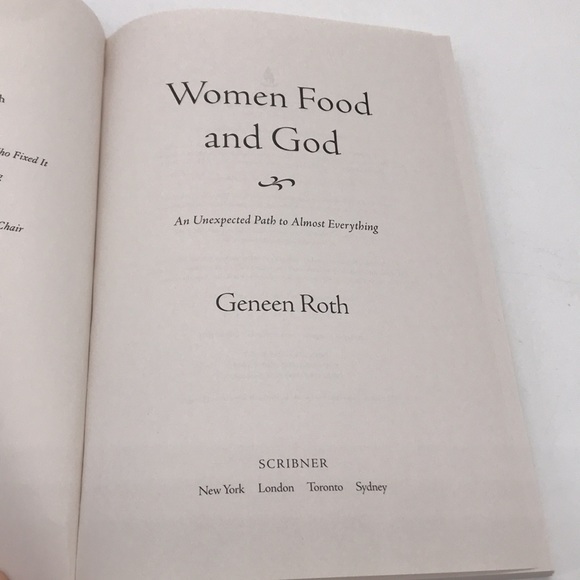 ho Fixed It
Chair
Women Food
and God
An Unexpected Path to Almost Everything
Geneen Roth
SCRIBNER
New York London Toronto Sydney